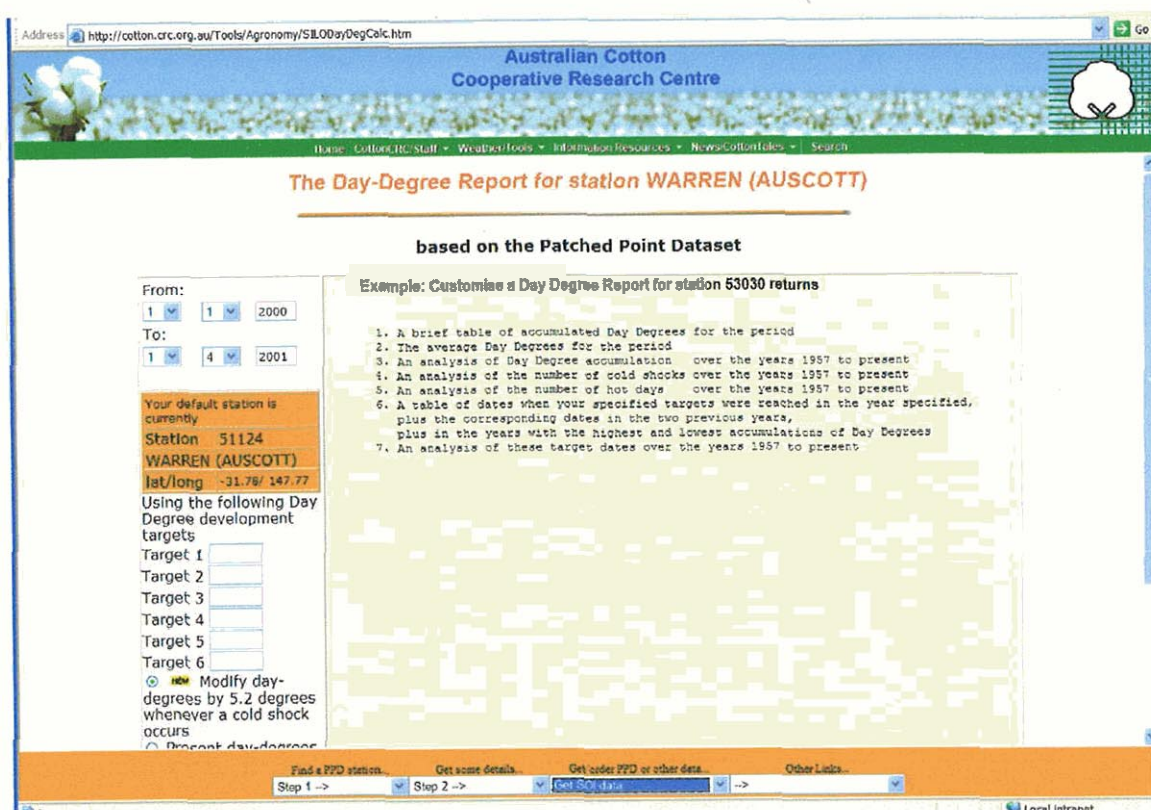 Address http://cotton.crc.org.au/Tools/Agronomy/SILODayDegCalc.htm Go
Australian Cotton
Cooperative Research Centre
Home CottonCRC/Staff Weather/Tools Information Resources News/CottonTales Search
The Day-Degree Report for station WARREN (AUSCOTT)
based on the Patched Point Dataset
From:
1 1 2000
To:
1 4 2001
Your default station is
currently
Station 51124
WARREN (AUSCOTT)
lat/long -31.78/ 147.77
Using the following Day
Degree development
targets
Target 1
Target 2
Target 3
Target 4
Target 5
Target 6
NEW Modify day-
degrees by 5.2 degrees
whenever a cold shock
occurs
Present day-degrees
Example: Customise a Day Degree Report for station 53030 returns
1. A brief table of accumulated Day Degrees for the period
2. The average Day Degrees for the period
3. An analysis of Day Degree accumulation over the years 1957 to present
4. An analysis of the number of cold shocks over the years 1957 to present
5. An analysis of the number of hot days over the years 1957 to present
6. A table of dates when your specified targets were reached in the year specified,
plus the corresponding dates in the two previous years,
plus in the years with the highest and lowest accumulations of Day Degrees
7. An analysis of these target dates over the years 1957 to present
Find a PPD station... Get some details... Get/order PPD or other data... Other Links...
Step 1 --> Step 2 --> Get SOI data -->
Local intranet